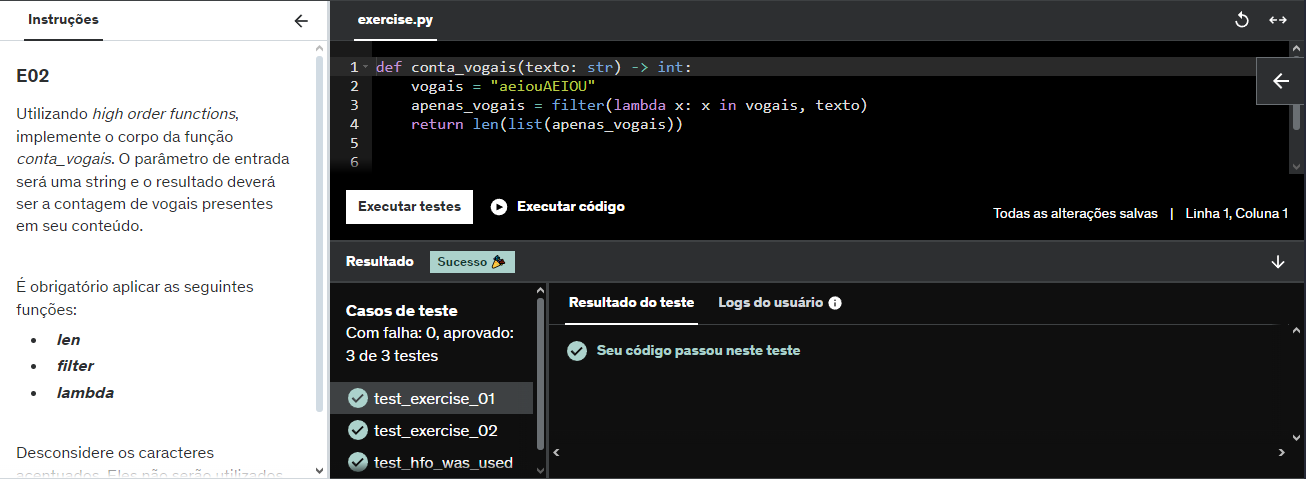 Instruções
E02
Utilizando high order functions,
implemente o corpo da função
conta_vogais. O parâmetro de entrada
será uma string e o resultado deverá
ser a contagem de vogais presentes
em seu conteúdo.
É obrigatório aplicar as seguintes
funções:
• len
• filter
• lambda
Desconsidere os caracteres
acentuados. Eles não serão utilizados
exercise.py
1 def conta_vogais(texto: str) -> int:
2     vogais = "aeiouAEIOU"
3     apenas_vogais = filter(lambda x: x in vogais, texto)
4     return len(list(apenas_vogais))
5
6
Executar testes
Executar código
Todas as alterações salvas | Linha 1, Coluna 1
Resultado
Sucesso
Casos de teste
Com falha: 0, aprovado:
3 de 3 testes
test_exercise_01
test_exercise_02
test_hfo_was_used
Resultado do teste
Logs do usuário
Seu código passou neste teste